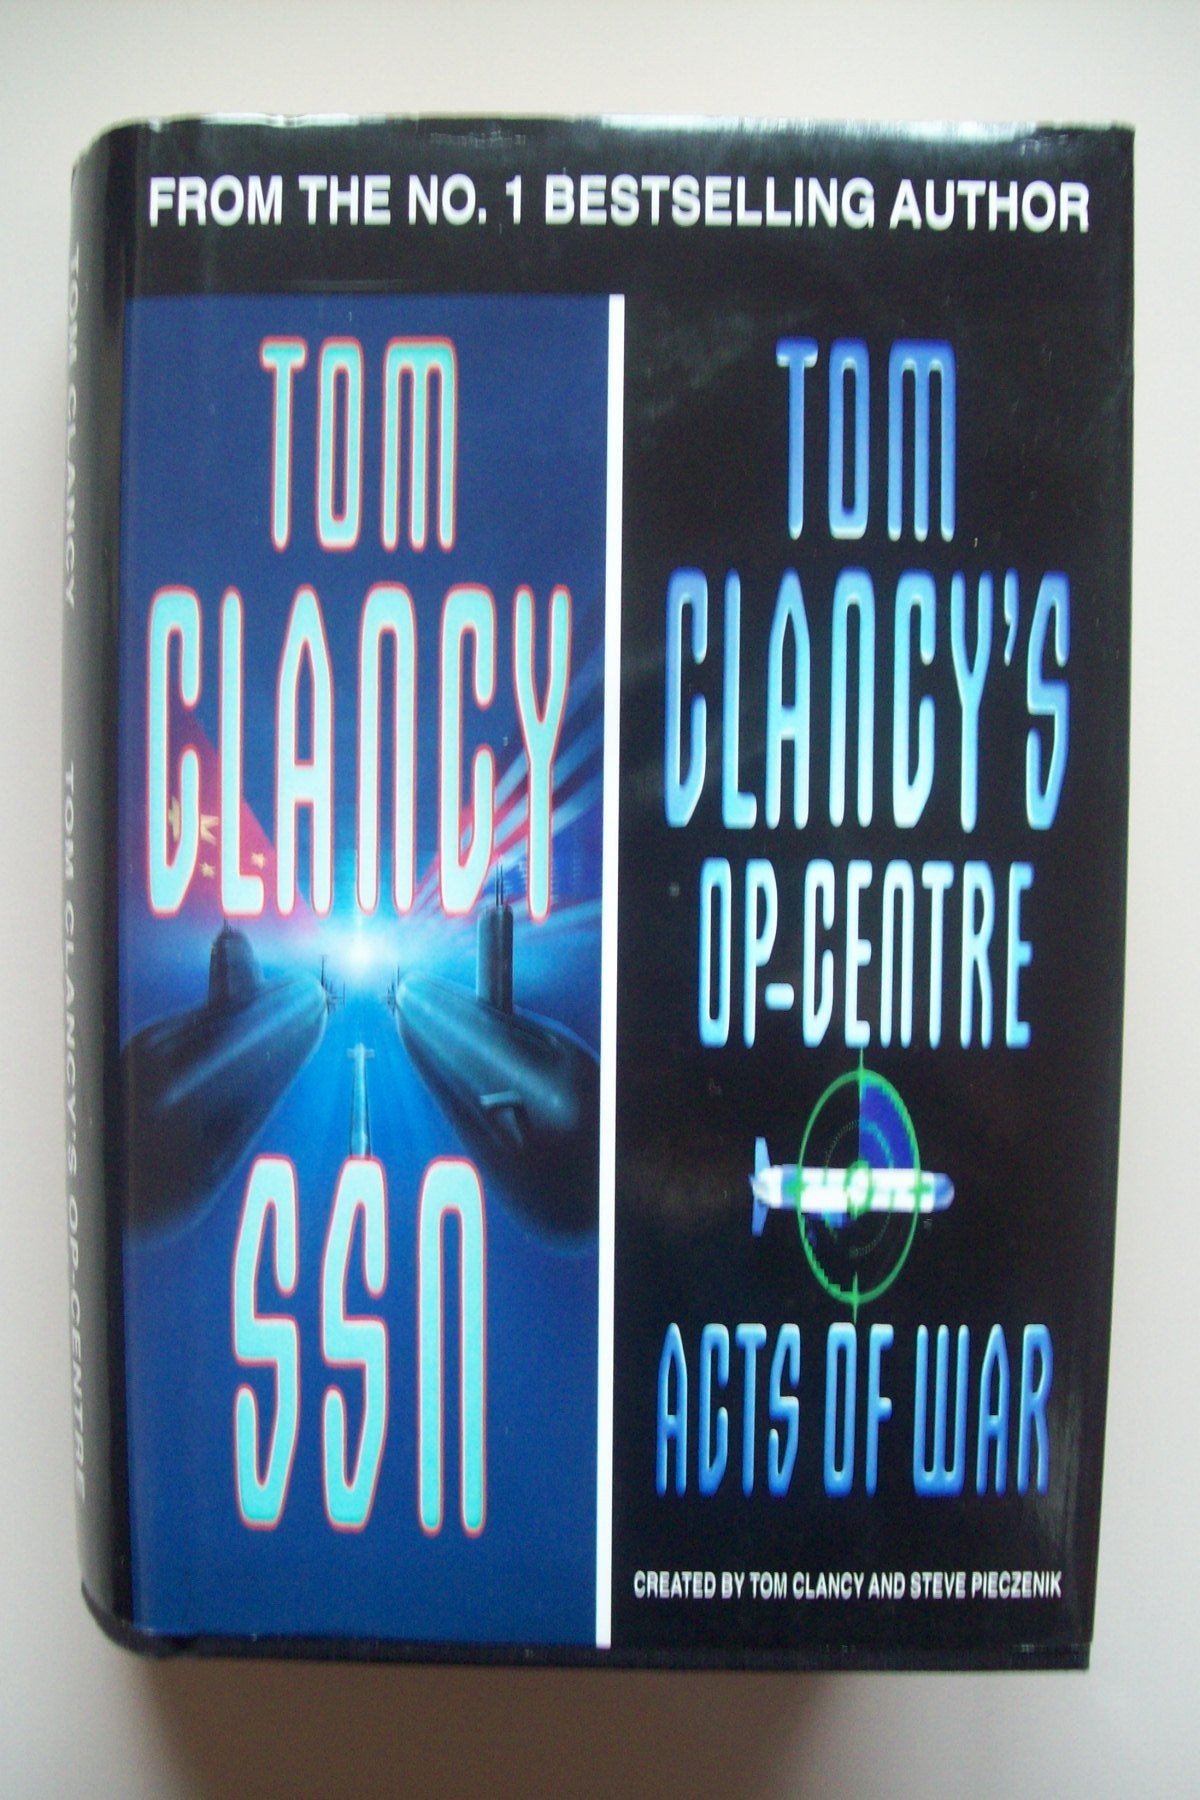 FROM THE NO. 1 BESTSELLING AUTHOR
TOM
CLANCY
SSN
TOM
CLANCY'S
OP-CENTRE
ACTS OF WAR
CREATED BY TOM CLANCY AND STEVE PIECZENIK
TOM CLANCY TOM CLANCY'S OP-CENTRE